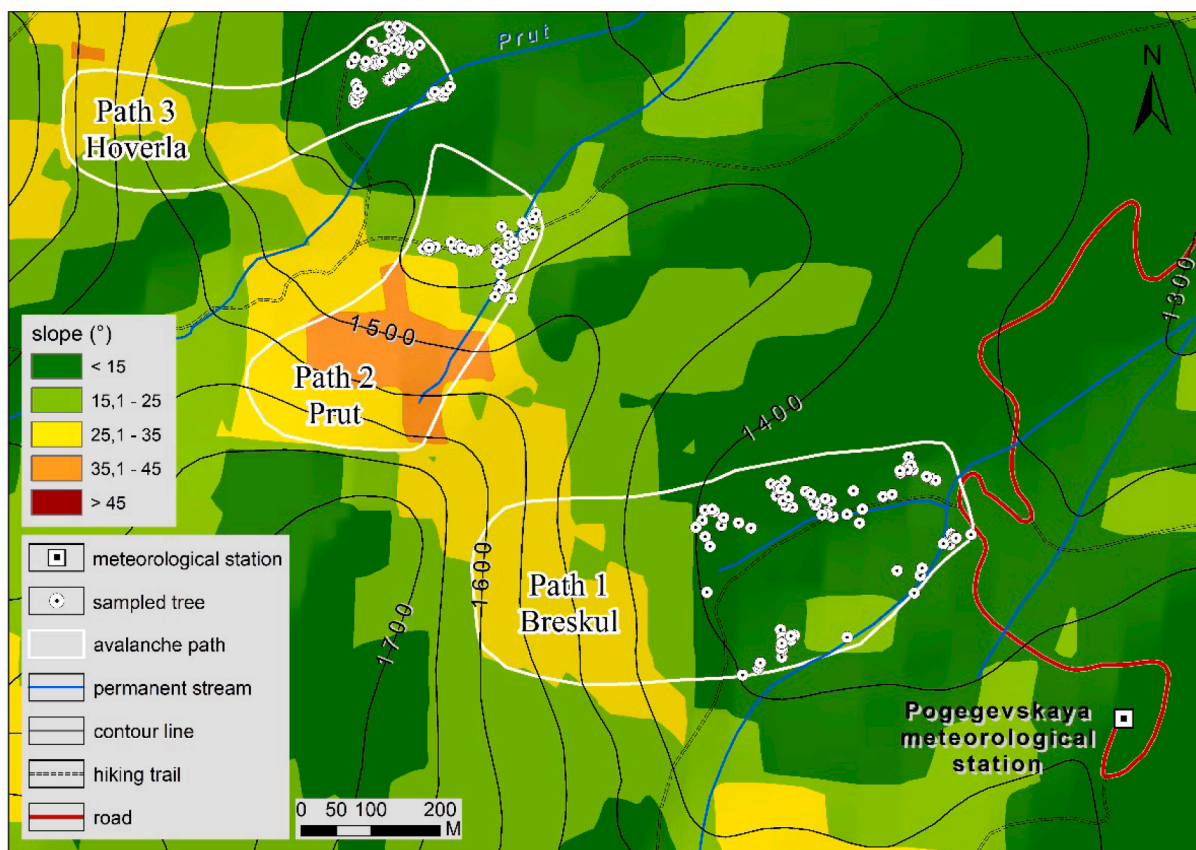 Prut
N
Path 3
Hoverla
1300
1500
slope (°)
< 15
15,1 - 25
25,1 - 35
35,1 - 45
> 45
Path 2
Prut
1400
1600
Path 1
Breskul
1700
meteorological station
sampled tree
avalanche path
permanent stream
contour line
hiking trail
road
Pogegevskaya
meteorological
station
0 50 100 200
M